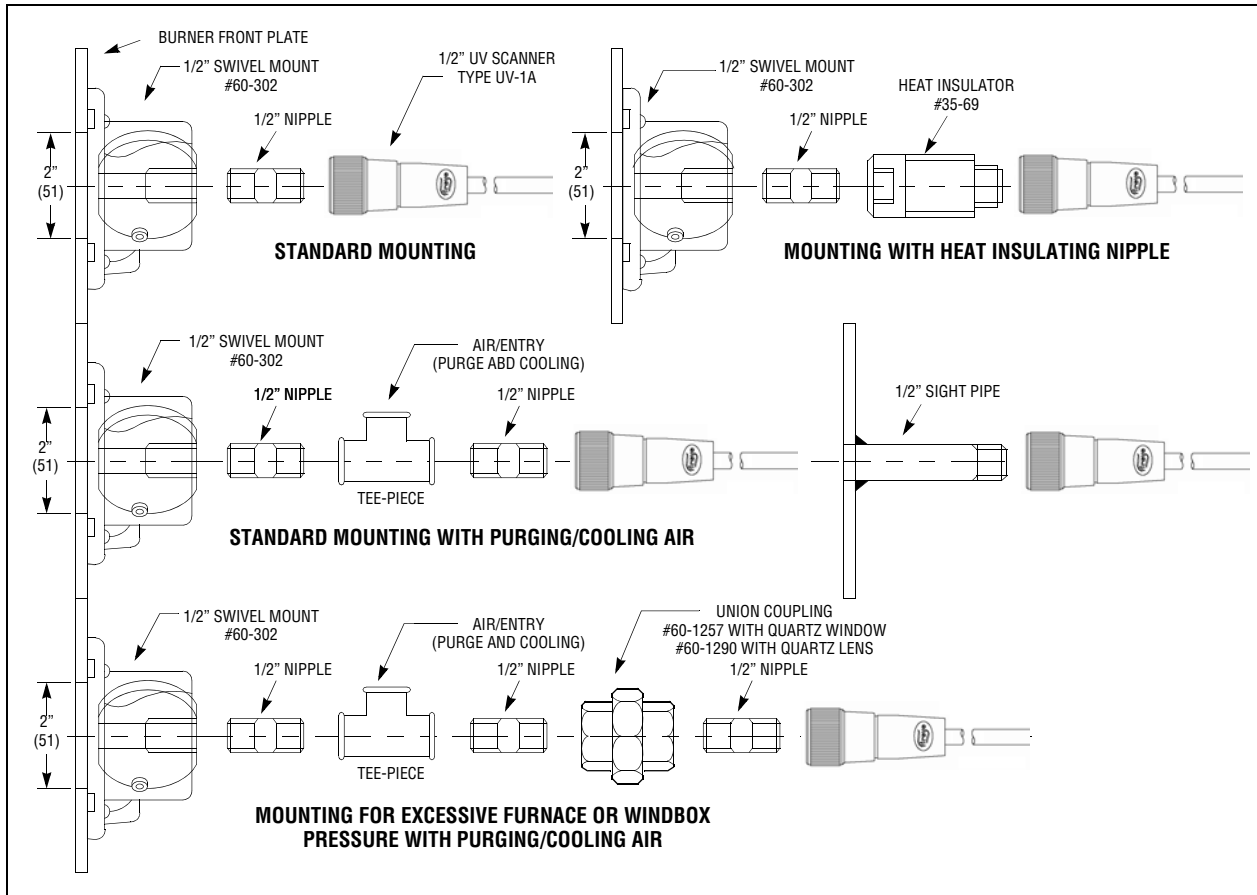 BURNER FRONT PLATE
1/2” SWIVEL MOUNT
#60-302
1/2” NIPPLE
1/2” UV SCANNER
TYPE UV-1A
2”
(51)
STANDARD MOUNTING
1/2” SWIVEL MOUNT
#60-302
1/2” NIPPLE
HEAT INSULATOR
#35-69
2”
(51)
MOUNTING WITH HEAT INSULATING NIPPLE
1/2” SWIVEL MOUNT
#60-302
1/2” NIPPLE
AIR/ENTRY
(PURGE ABD COOLING)
1/2” NIPPLE
2”
(51)
TEE-PIECE
STANDARD MOUNTING WITH PURGING/COOLING AIR
1/2” SIGHT PIPE
1/2” SWIVEL MOUNT
#60-302
1/2” NIPPLE
AIR/ENTRY
(PURGE AND COOLING)
1/2” NIPPLE
UNION COUPLING
#60-1257 WITH QUARTZ WINDOW
#60-1290 WITH QUARTZ LENS
1/2” NIPPLE
2”
(51)
TEE-PIECE
MOUNTING FOR EXCESSIVE FURNACE OR WINDBOX
PRESSURE WITH PURGING/COOLING AIR